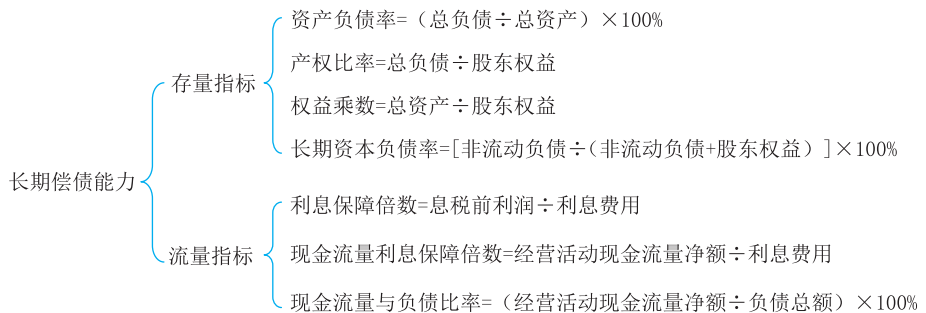 资产负债率=（总负债÷总资产）×100%
产权比率=总负债÷股东权益
存量指标
权益乘数=总资产÷股东权益
长期资本负债率=[非流动负债÷（非流动负债+股东权益）]×100%
长期偿债能力
利息保障倍数=息税前利润÷利息费用
流量指标
现金流量利息保障倍数=经营活动现金流量净额÷利息费用
现金流量与负债比率=（经营活动现金流量净额÷负债总额）×100%